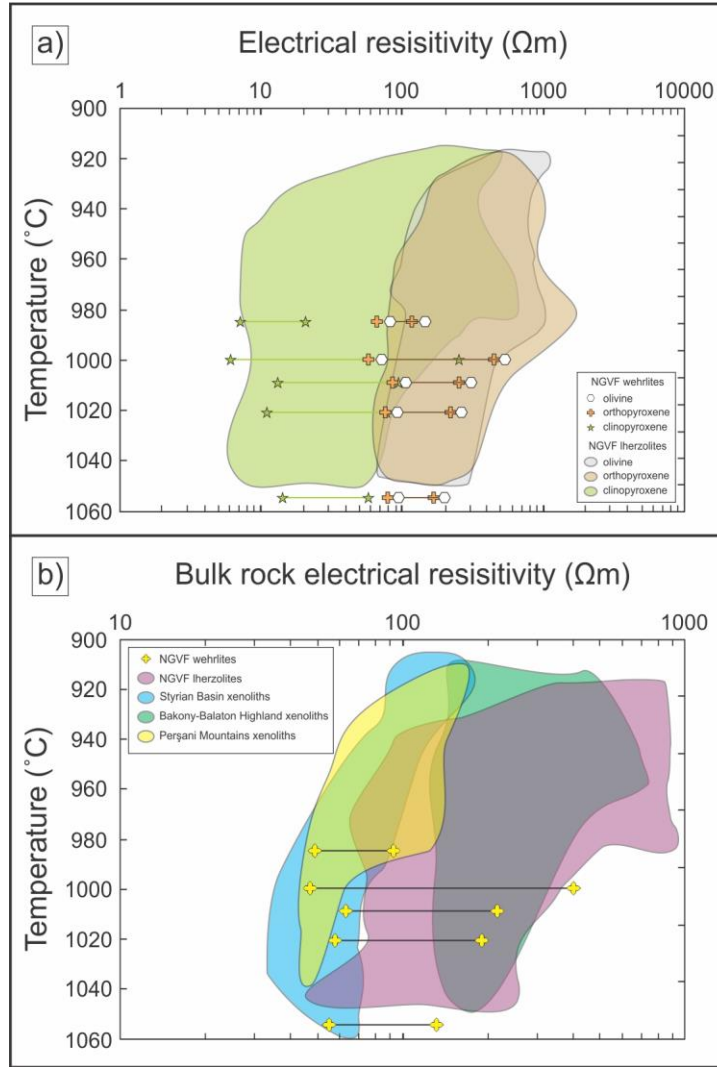 a)
Electrical resisitivity (Ωm)
1 10 100 1000 10000
Temperature (˚C)
900
920
940
960
980
1000
1020
1040
1060
NGVF wehrlites
olivine
orthopyroxene
clinopyroxene
NGVF lherzolites
olivine
orthopyroxene
clinopyroxene
b)
Bulk rock electrical resisitivity (Ωm)
10 100 1000
Temperature (˚C)
900
920
940
960
980
1000
1020
1040
1060
NGVF wehrlites
NGVF lherzolites
Styrian Basin xenoliths
Bakony-Balaton Highland xenoliths
Perşani Mountains xenoliths